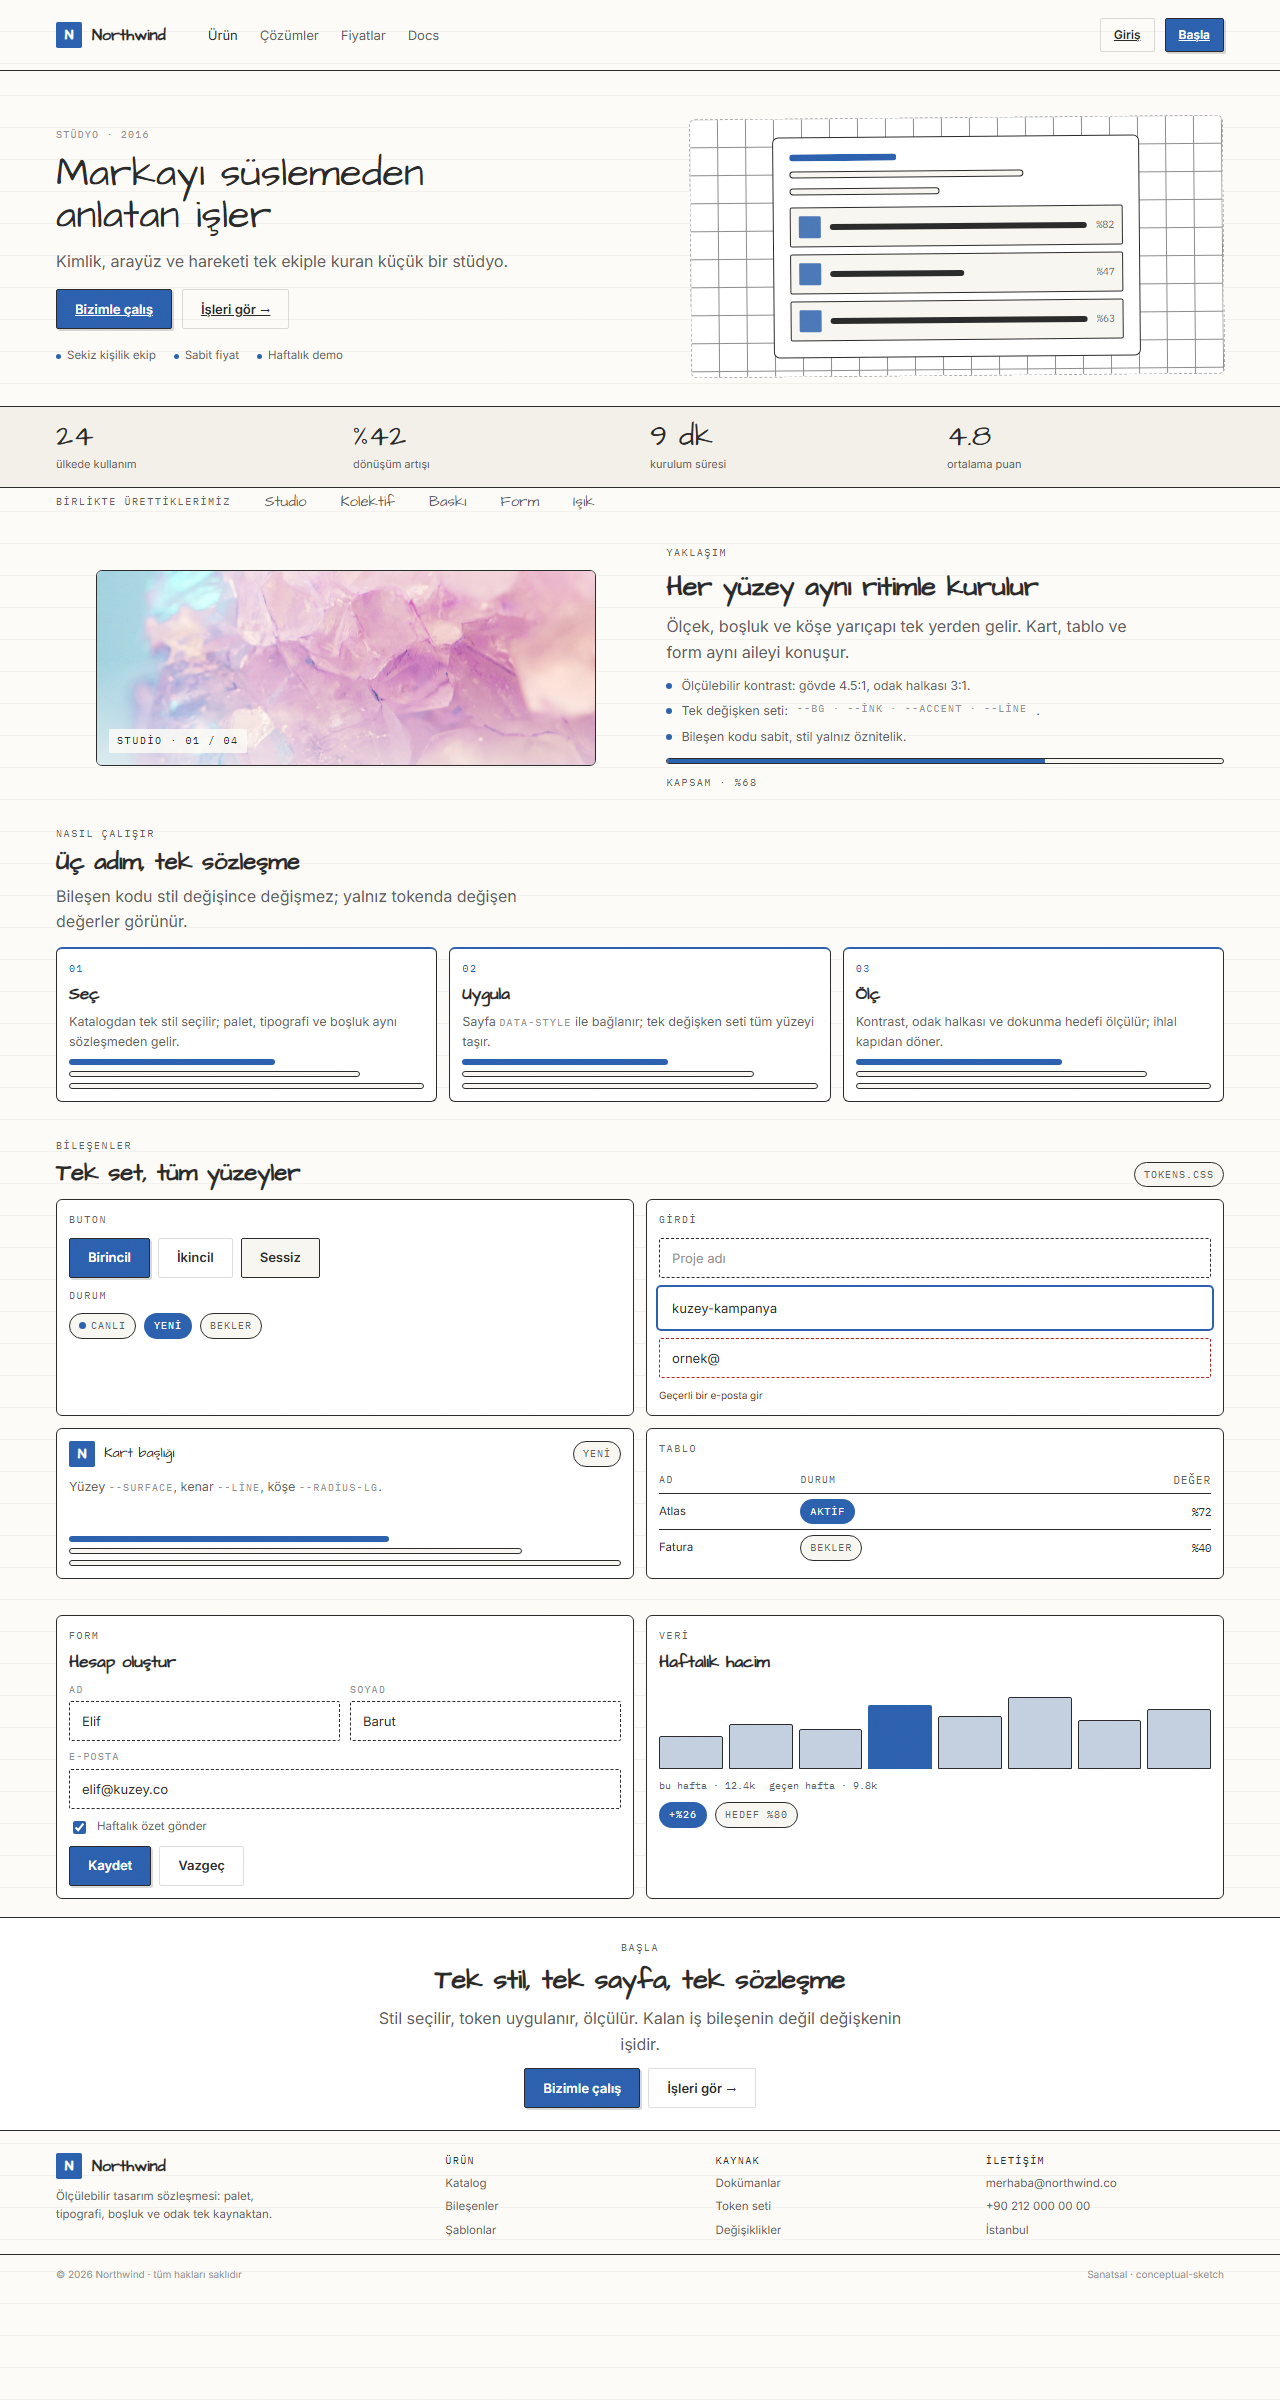 N Northwind Ürün Çözümler Fiyatlar Docs Giriş Başla
STÜDYO · 2016
Markayı süslemeden
anlatan işler
Kimlik, arayüz ve hareketi tek ekiple kuran küçük bir stüdyo.
Bizimle çalış İşleri gör →
Sekiz kişilik ekip Sabit fiyat Haftalık demo
%82
%47
%63
24 %42 9 dk 4.8
ülkede kullanım dönüşüm artışı kurulum süresi ortalama puan
BİRLİKTE ÜRETTİKLERİMİZ Studio Kolektif Baskı Form Işık
STUDİO · 01 / 04
YAKLAŞIM
Her yüzey aynı ritimle kurulur
Ölçek, boşluk ve köşe yarıçapı tek yerden gelir. Kart, tablo ve
form aynı aileyi konuşur.
Ölçülebilir kontrast: gövde 4.5:1, odak halkası 3:1.
Tek değişken seti: --BG · --İNK · --ACCENT · --LİNE .
Bileşen kodu sabit, stil yalnız öznitelik.
KAPSAM · %68
NASIL ÇALIŞIR
Üç adım, tek sözleşme
Bileşen kodu stil değişince değişmez; yalnız tokenda değişen
değerler görünür.
01
Seç
Katalogdan tek stil seçilir; palet, tipografi ve boşluk aynı
sözleşmeden gelir.
02
Uygula
Sayfa DATA-STYLE ile bağlanır; tek değişken seti tüm yüzeyi
taşır.
03
Ölç
Kontrast, odak halkası ve dokunma hedefi ölçülür; ihlal
kapıdan döner.
BİLEŞENLER
Tek set, tüm yüzeyler
TOKENS.CSS
BUTON
Birincil İkincil Sessiz
DURUM
CANLI YENİ BEKLER
GİRDİ
Proje adı
kuzey-kampanya
ornek@
Geçerli bir e-posta gir
N Kart başlığı YENİ
Yüzey --SURFACE, kenar --LİNE, köşe --RADİUS-LG.
TABLO
AD DURUM DEĞER
Atlas AKTİF %72
Fatura BEKLER %40
FORM
Hesap oluştur
AD SOYAD
Elif Barut
E-POSTA
elif@kuzey.co
Haftalık özet gönder
Kaydet Vazgeç
VERİ
Haftalık hacim
bu hafta · 12.4k geçen hafta · 9.8k
+%26 HEDEF %80
BAŞLA
Tek stil, tek sayfa, tek sözleşme
Stil seçilir, token uygulanır, ölçülür. Kalan iş bileşenin değil değişkenin
işidir.
Bizimle çalış İşleri gör →
N Northwind
Ölçülebilir tasarım sözleşmesi: palet,
tipografi, boşluk ve odak tek kaynaktan.
ÜRÜN
Katalog
Bileşenler
Şablonlar
KAYNAK
Dokümanlar
Token seti
Değişiklikler
İLETİŞİM
merhaba@northwind.co
+90 212 000 00 00
İstanbul
© 2026 Northwind · tüm hakları saklıdır
Sanatsal · conceptual-sketch